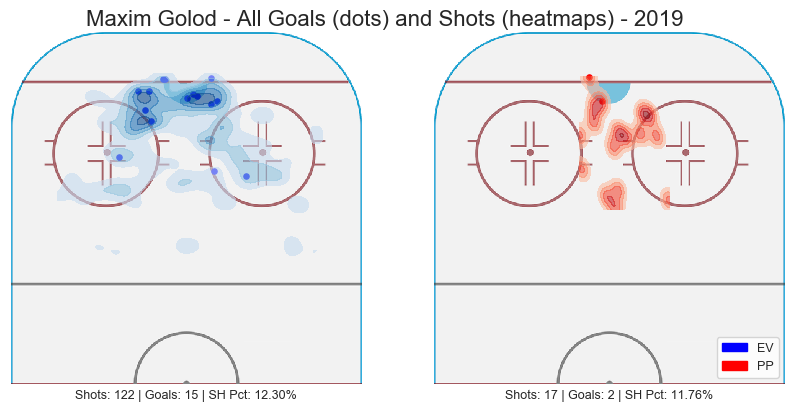 Maxim Golod - All Goals (dots) and Shots (heatmaps) - 2019
EV
PP
Shots: 122 | Goals: 15 | SH Pct: 12.30%
Shots: 17 | Goals: 2 | SH Pct: 11.76%